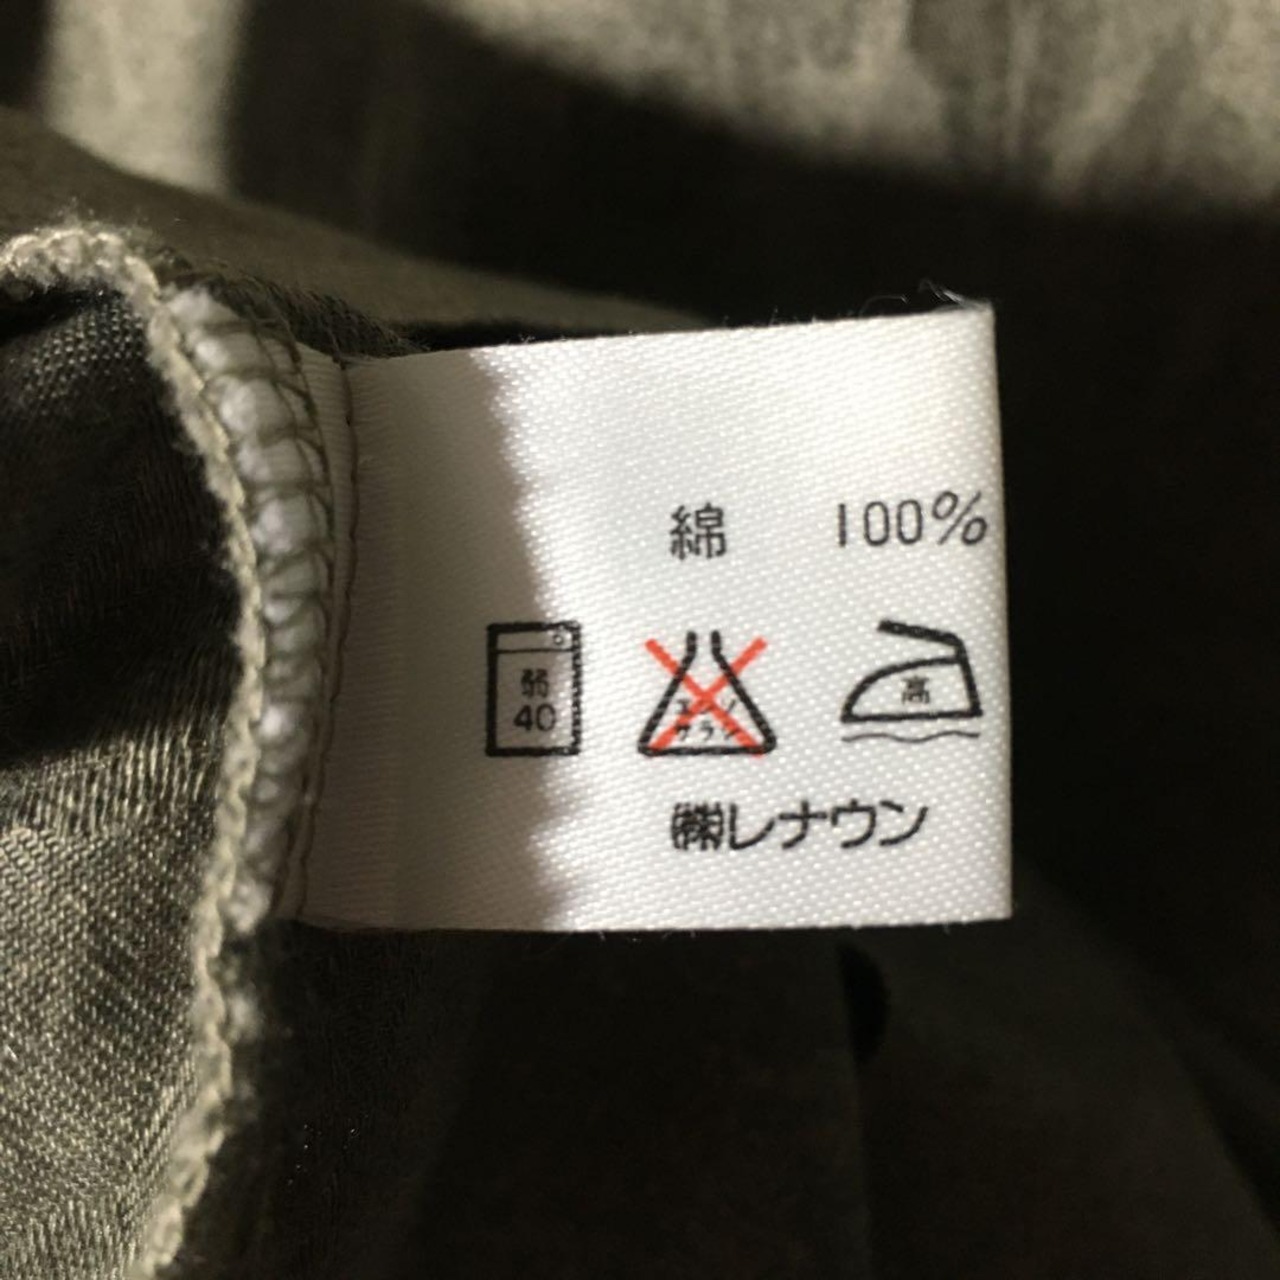 綿 100%
弱 40 エンソ サラシ 高
㈱レナウン